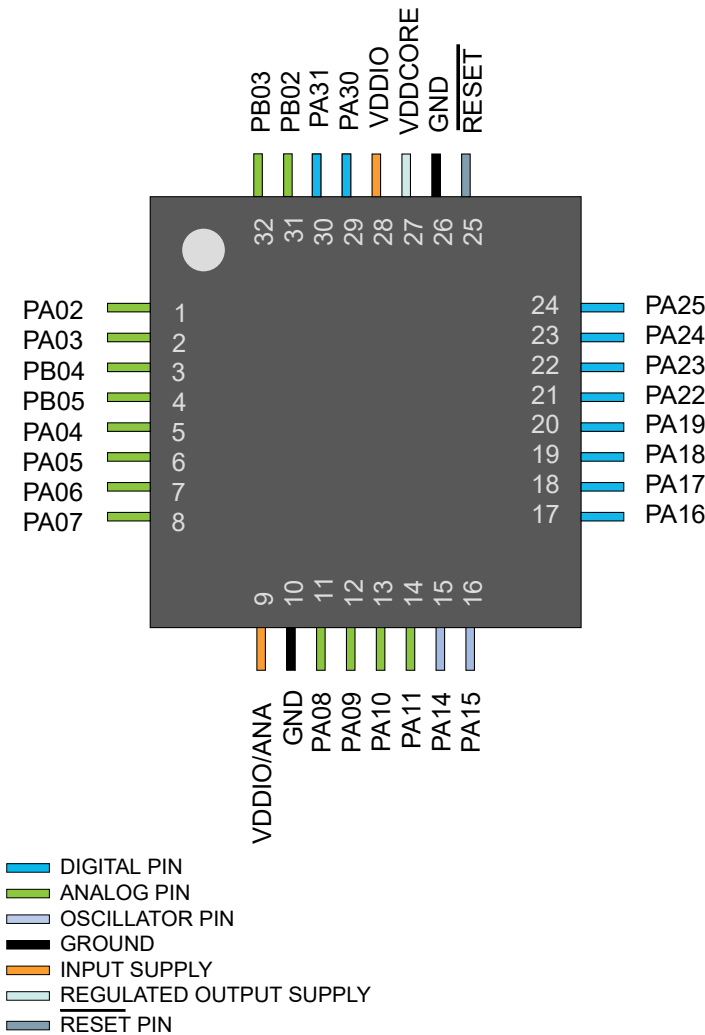 PB03
PB02
PA31
PA30
VDDIO
VDDCORE
GND
RESET
32
31
30
29
28
27
26
25
PA02
1
PA03
2
PB04
3
PB05
4
PA04
5
PA05
6
PA06
7
PA07
8
24
PA25
23
PA24
22
PA23
21
PA22
20
PA19
19
PA18
18
PA17
17
PA16
9
10
11
12
13
14
15
16
VDDIO/ANA
GND
PA08
PA09
PA10
PA11
PA14
PA15
DIGITAL PIN
ANALOG PIN
OSCILLATOR PIN
GROUND
INPUT SUPPLY
REGULATED OUTPUT SUPPLY
RESET PIN